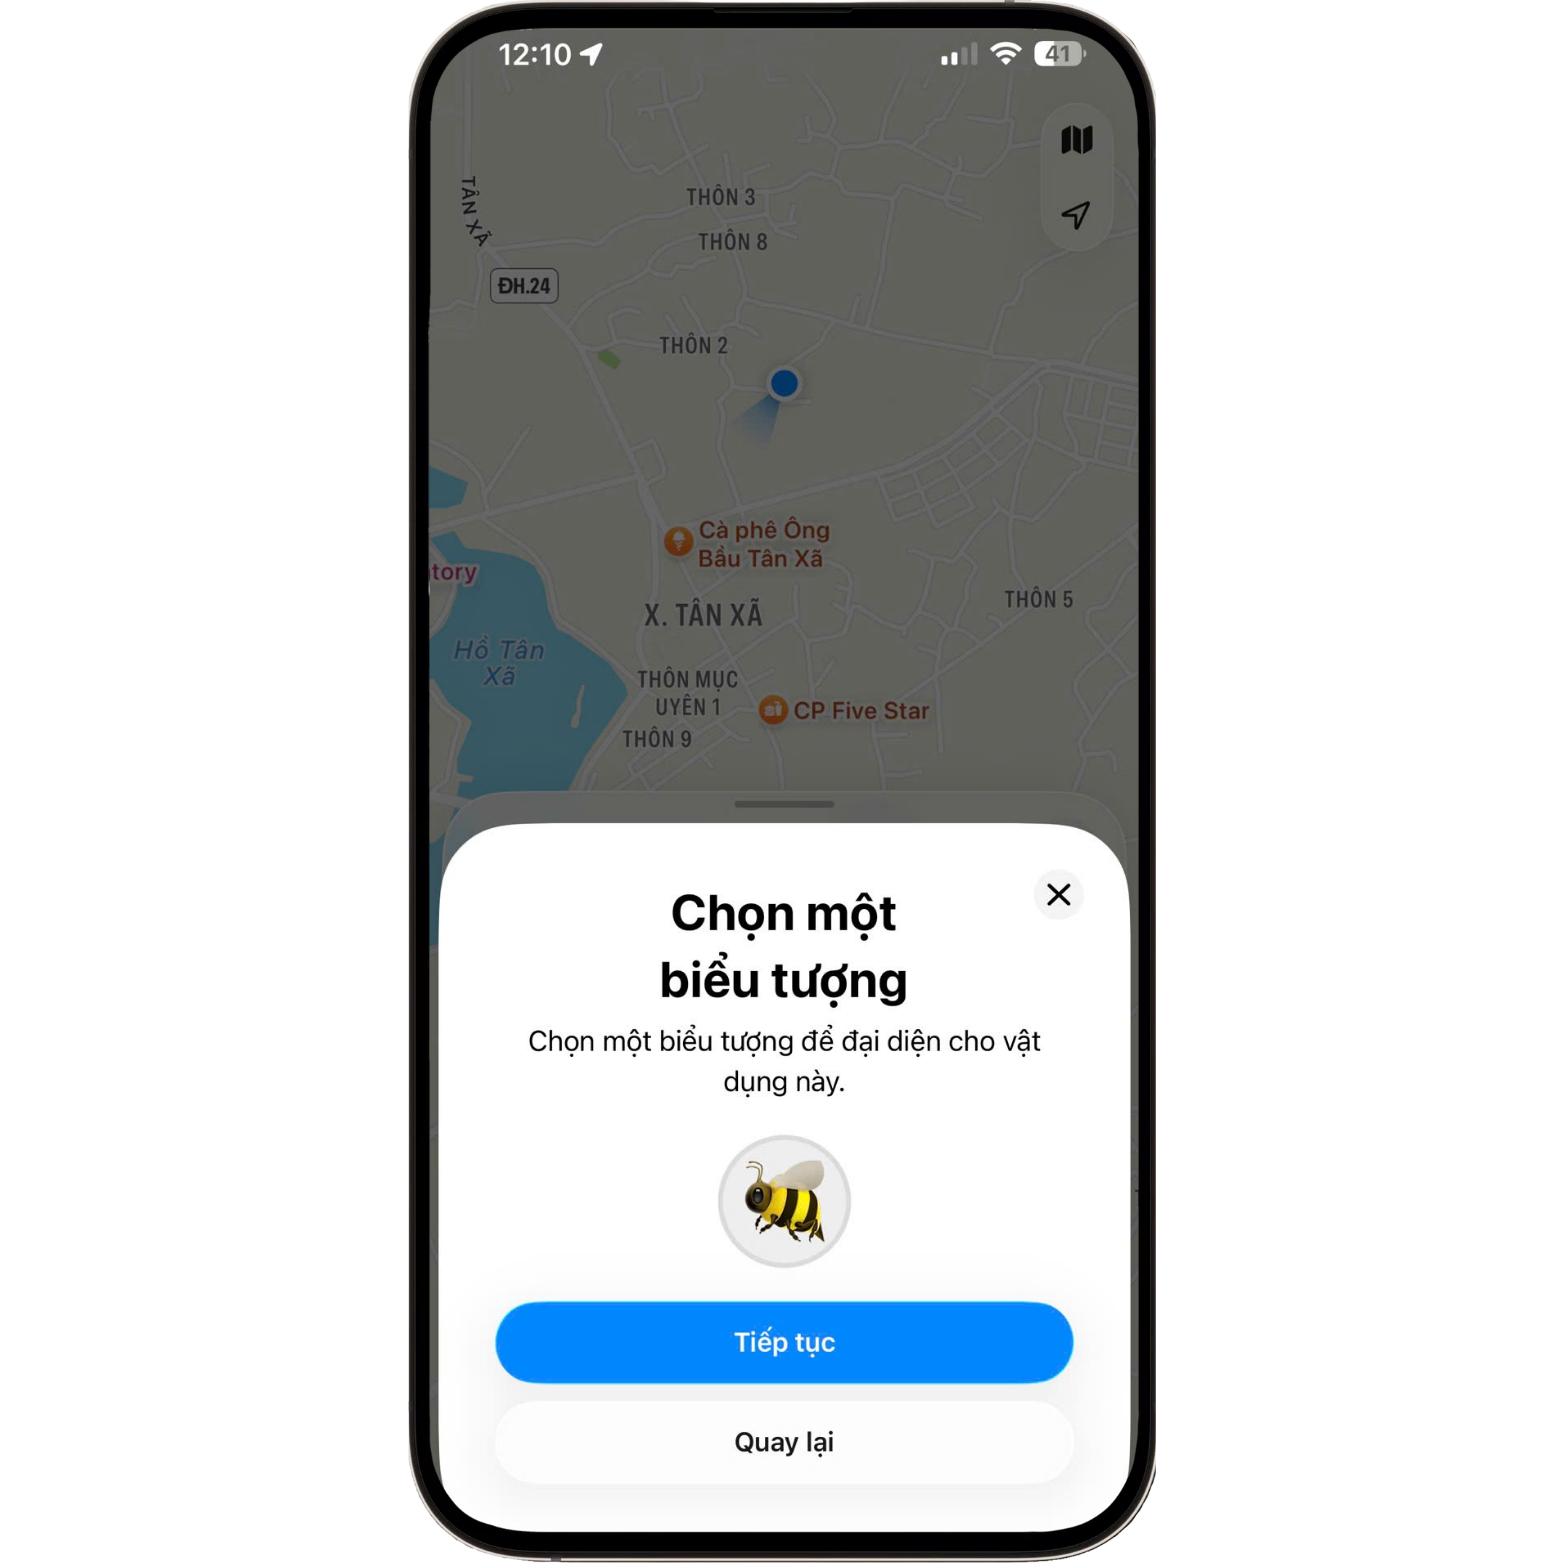 12:10
41
TÂN XÃ
THÔN 3
THÔN 8
ĐH.24
THÔN 2
Cà phê Ông
Bầu Tân Xã
tory
X. TÂN XÃ
THÔN 5
Hồ Tân
Xã
THÔN MỤC
UYÊN 1
CP Five Star
THÔN 9
Chọn một
biểu tượng
Chọn một biểu tượng để đại diện cho vật
dụng này.
Tiếp tục
Quay lại